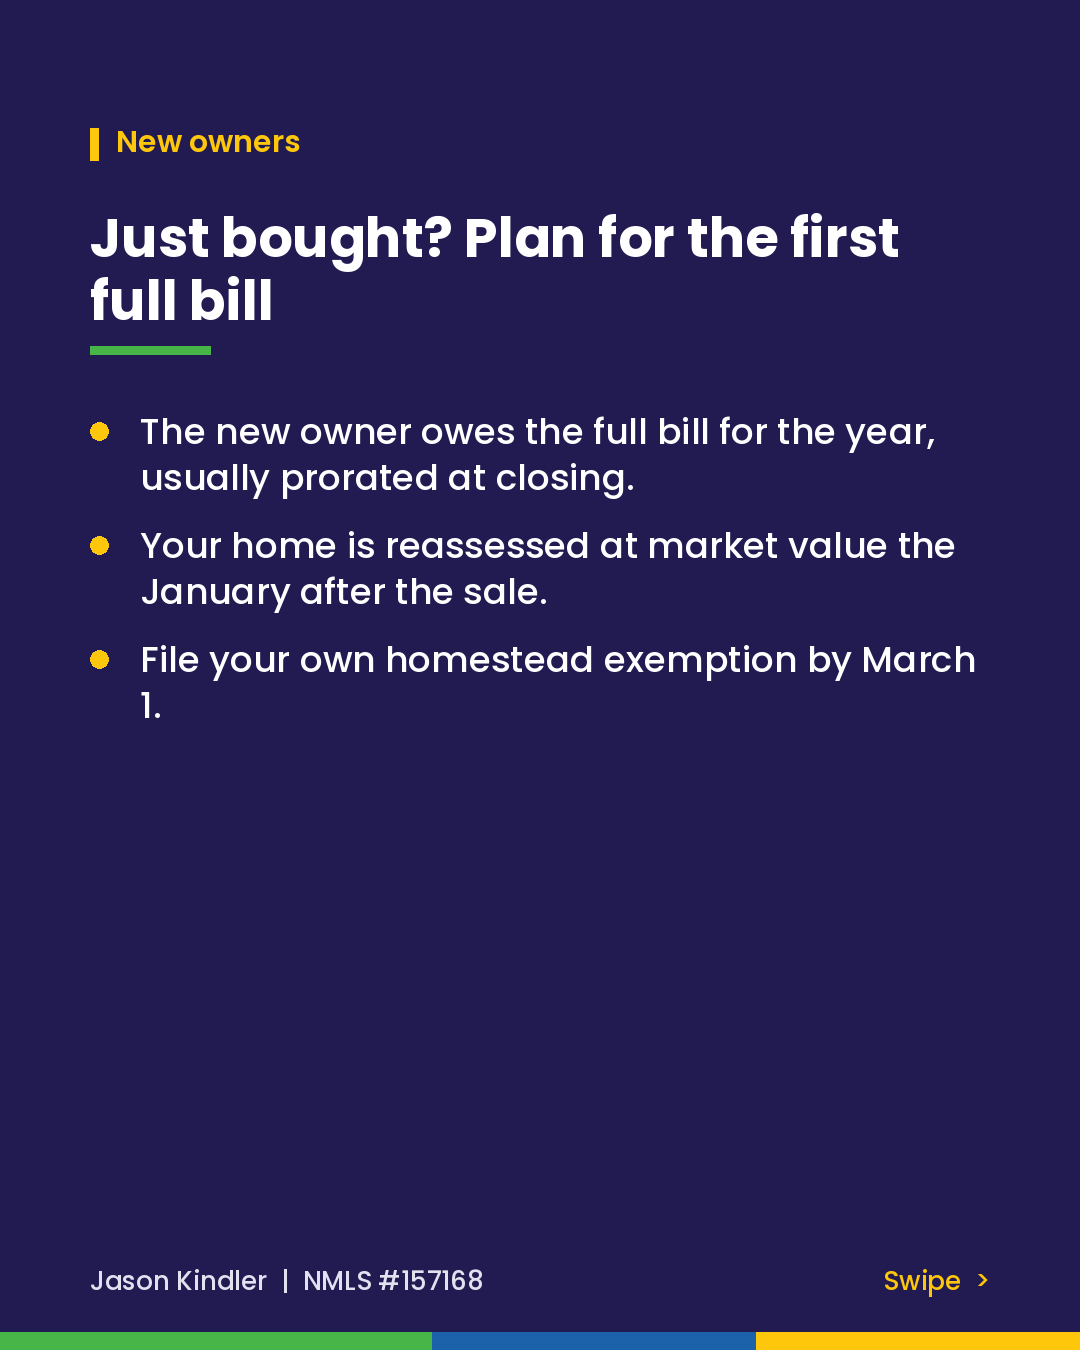 New owners
Just bought? Plan for the first
full bill
The new owner owes the full bill for the year,
usually prorated at closing.
Your home is reassessed at market value the
January after the sale.
File your own homestead exemption by March
1.
Jason Kindler | NMLS #157168
Swipe >